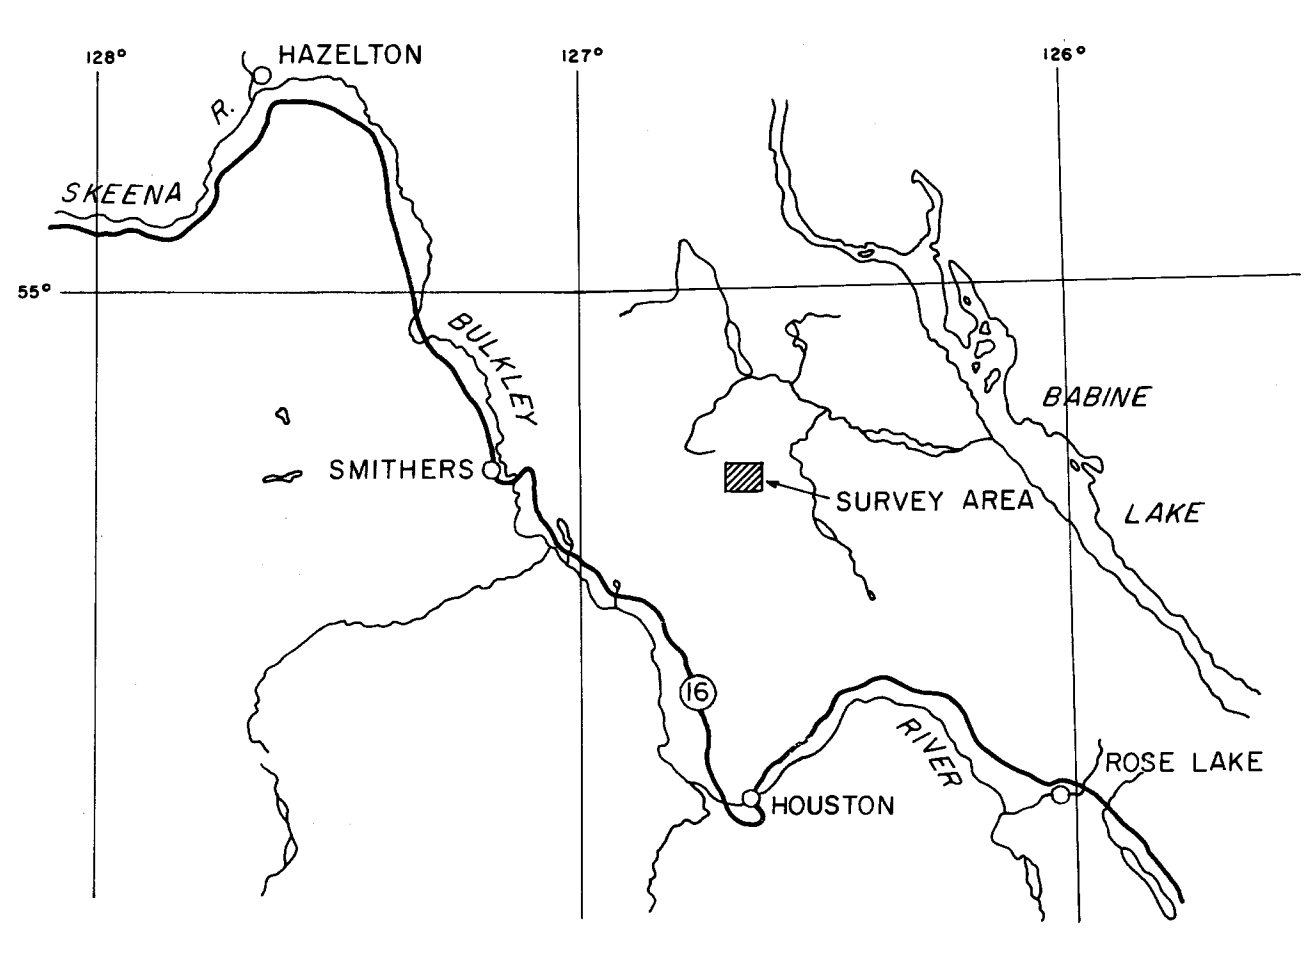 128°
HAZELTON
127°
126°
R.
SKEENA
55°
BULKLEY
BABINE
SMITHERS
SURVEY AREA
LAKE
16
RIVER
ROSE LAKE
HOUSTON